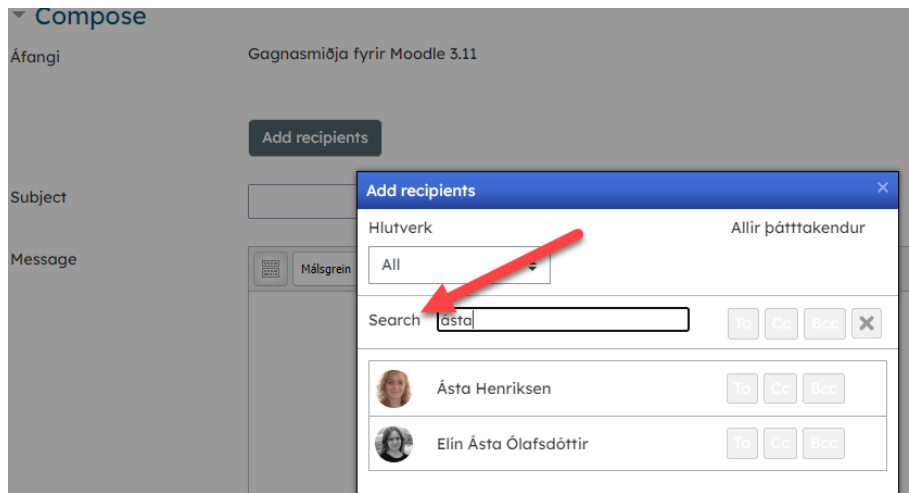 Compose
Áfangi Gagnasmiðja fyrir Moodle 3.11
Add recipients
Subject
Message
Málsgrein
Add recipients
Hlutverk Allir þátttakendur
All
Search ásta To Cc Bcc
Ásta Henriksen To Cc Bcc
Elín Ásta Ólafsdóttir To Cc Bcc